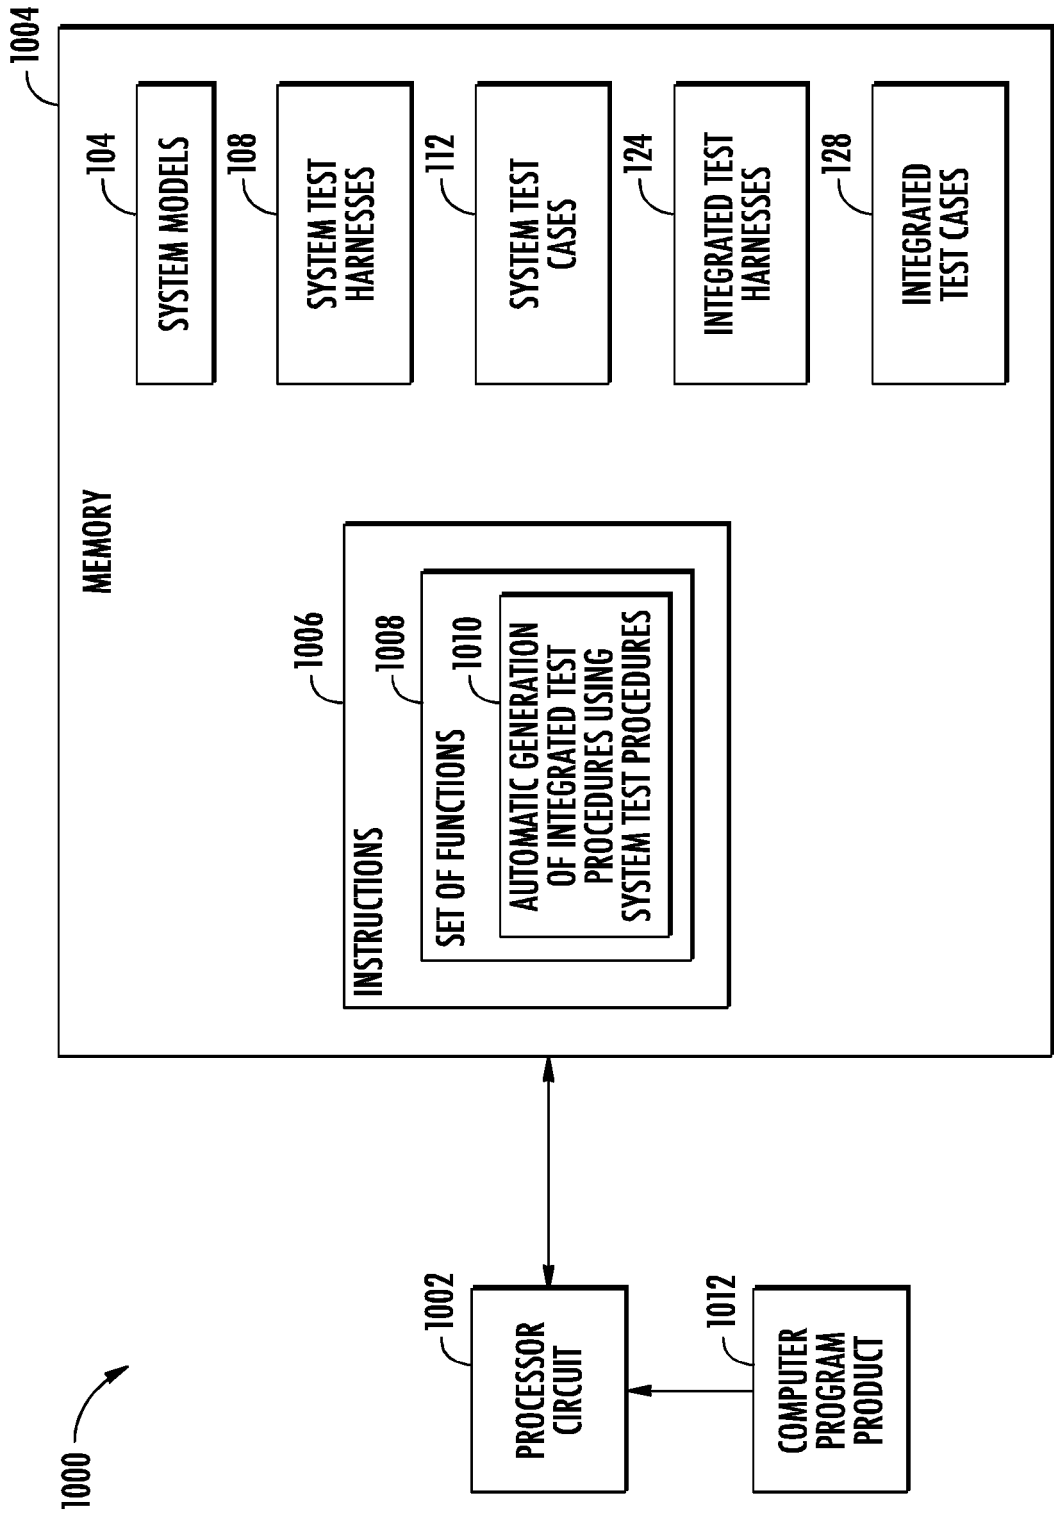 1000
1002
PROCESSOR
CIRCUIT
1012
COMPUTER
PROGRAM
PRODUCT
1004
MEMORY
1006
INSTRUCTIONS
1008
SET OF FUNCTIONS
1010
AUTOMATIC GENERATION
OF INTEGRATED TEST
PROCEDURES USING
SYSTEM TEST PROCEDURES
104
SYSTEM MODELS
108
SYSTEM TEST
HARNESSES
112
SYSTEM TEST
CASES
124
INTEGRATED TEST
HARNESSES
128
INTEGRATED
TEST CASES